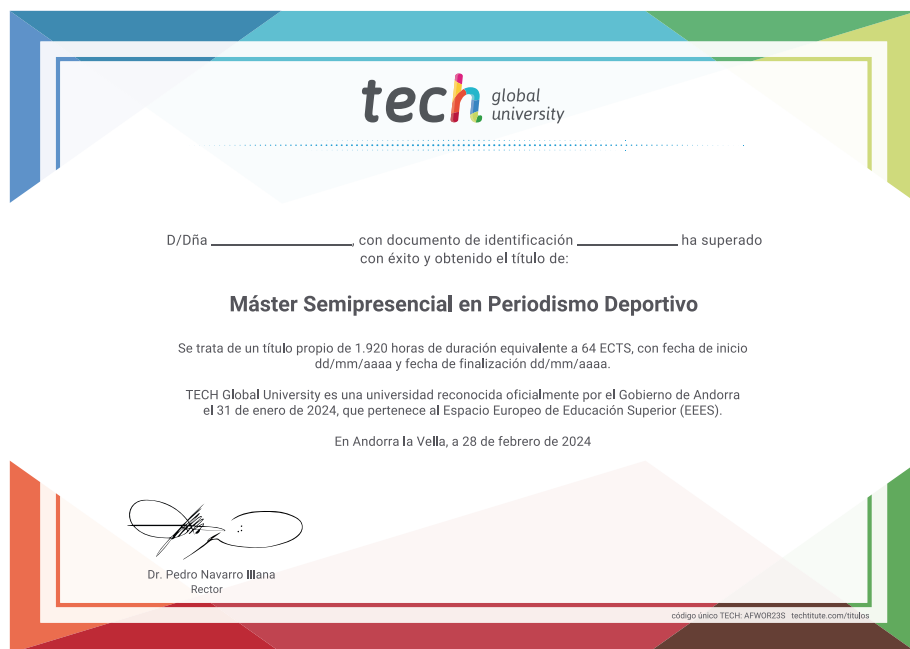 tech global university
D/Dña ______________, con documento de identificación __________ ha superado
con éxito y obtenido el título de:
Máster Semipresencial en Periodismo Deportivo
Se trata de un título propio de 1.920 horas de duración equivalente a 64 ECTS, con fecha de inicio
dd/mm/aaaa y fecha de finalización dd/mm/aaaa.
TECH Global University es una universidad reconocida oficialmente por el Gobierno de Andorra
el 31 de enero de 2024, que pertenece al Espacio Europeo de Educación Superior (EEES).
En Andorra la Vella, a 28 de febrero de 2024
Dr. Pedro Navarro Illana
Rector
código único TECH: AFWOR23S techtitute.com/titulos